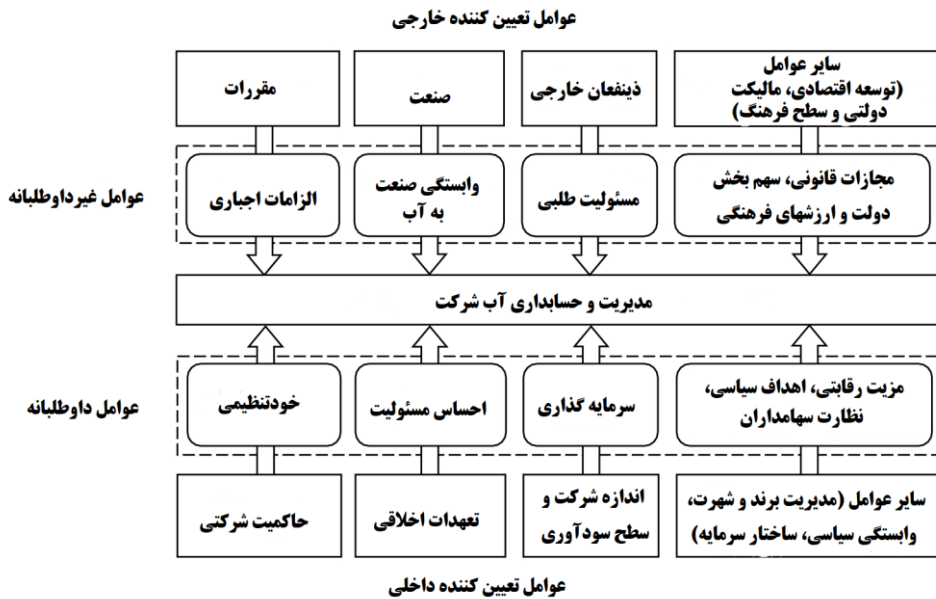 عوامل تعیین کننده خارجی
مقررات
صنعت
ذینفعان خارجی
سایر عوامل
(توسعه اقتصادی، مالیکت
دولتی و سطح فرهنگ)
عوامل غیرداوطلبانه
الزامات اجباری
وابستگی صنعت
به آب
مسئولیت طلبی
مجازات قانونی، سهم بخش
دولت و ارزشهای فرهنگی
مدیریت و حسابداری آب شرکت
عوامل داوطلبانه
خودتنظیمی
احساس مسئولیت
سرمایه گذاری
مزیت رقابتی، اهداف سیاسی،
نظارت سهامداران
حاکمیت شرکتی
تعهدات اخلاقی
اندازه شرکت و
سطح سودآوری
سایر عوامل (مدیریت برند و شهرت،
وابستگی سیاسی، ساختار سرمایه)
عوامل تعیین کننده داخلی